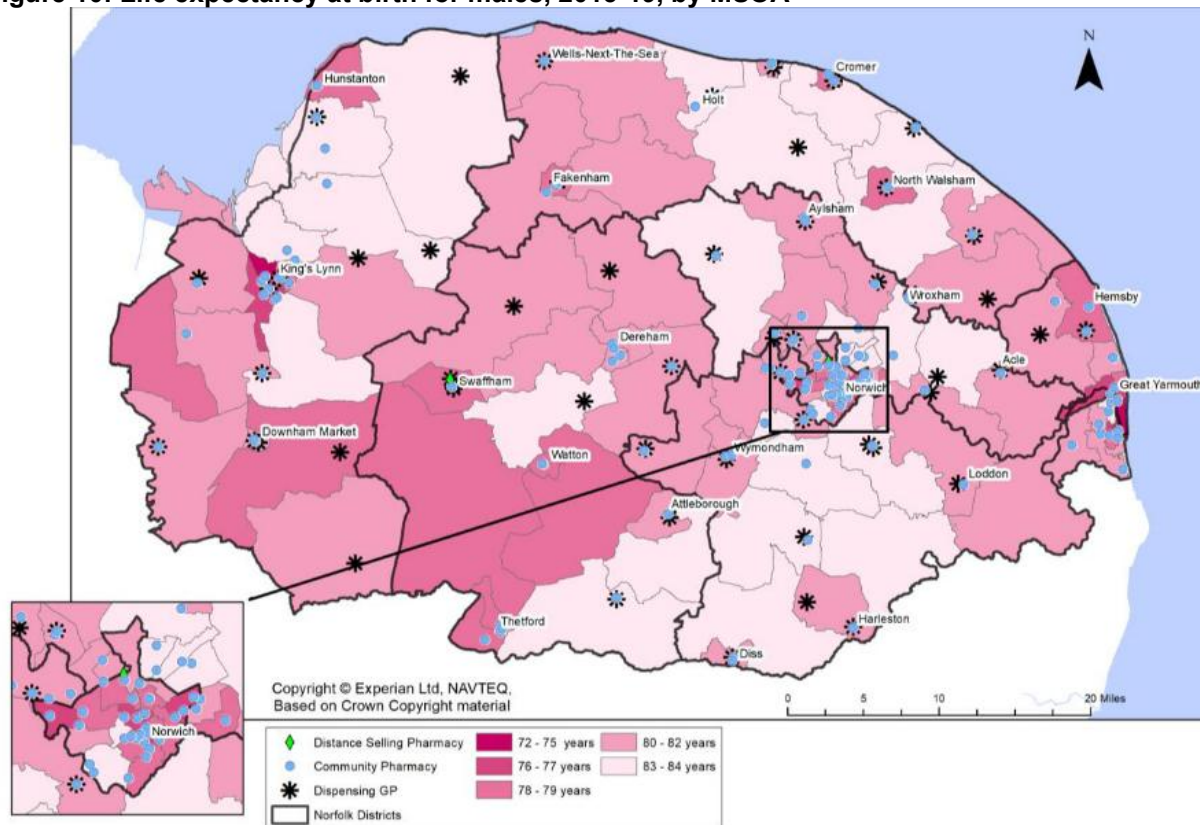 Figure 10: Life expectancy at birth for males, 2013-15, by MSOA
N
Wells-Next-The-Sea
Cromer
Hunstanton
Holt
Fakenham
North Walsham
Aylsham
King's Lynn
Wroxham
Hemsby
Dereham
Acle
Swaffham
Norwich
Great Yarmouth
Downham Market
Watton
Wymondham
Loddon
Attleborough
Thetford
Harleston
Diss
Norwich
Copyright © Experian Ltd, NAVTEQ,
Based on Crown Copyright material
0 5 10 20 Miles
Distance Selling Pharmacy
Community Pharmacy
Dispensing GP
Norfolk Districts
72 - 75 years
76 - 77 years
78 - 79 years
80 - 82 years
83 - 84 years